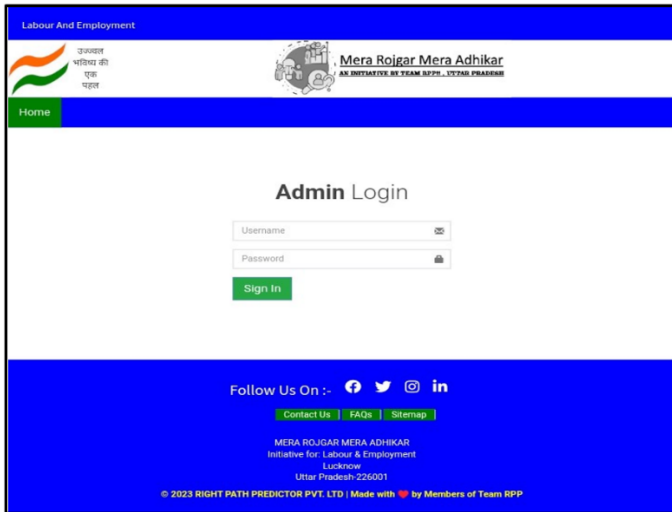 Labour And Employment
उज्ज्वल
भविष्य की
एक
पहल
Mera Rojgar Mera Adhikar
AN INITIATIVE BY TEAM RPPS , UTTAR PRADESH
Home
Admin Login
Username
Password
Sign In
Follow Us On :-
Contact Us | FAQs | Sitemap |
MERA ROJGAR MERA ADHIKAR
Initiative for: Labour & Employment
Lucknow
Uttar Pradesh-226001
© 2023 RIGHT PATH PREDICTOR PVT. LTD | Made with ❤ by Members of Team RPP